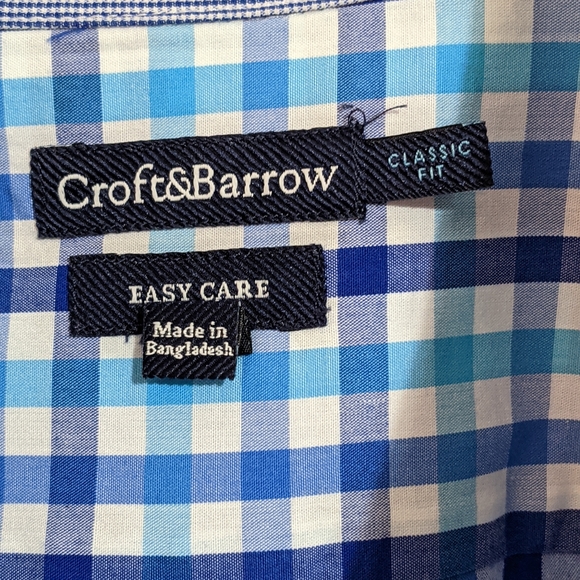 Croft&Barrow
CLASSIC
FIT
EASY CARE
Made in
Bangladesh